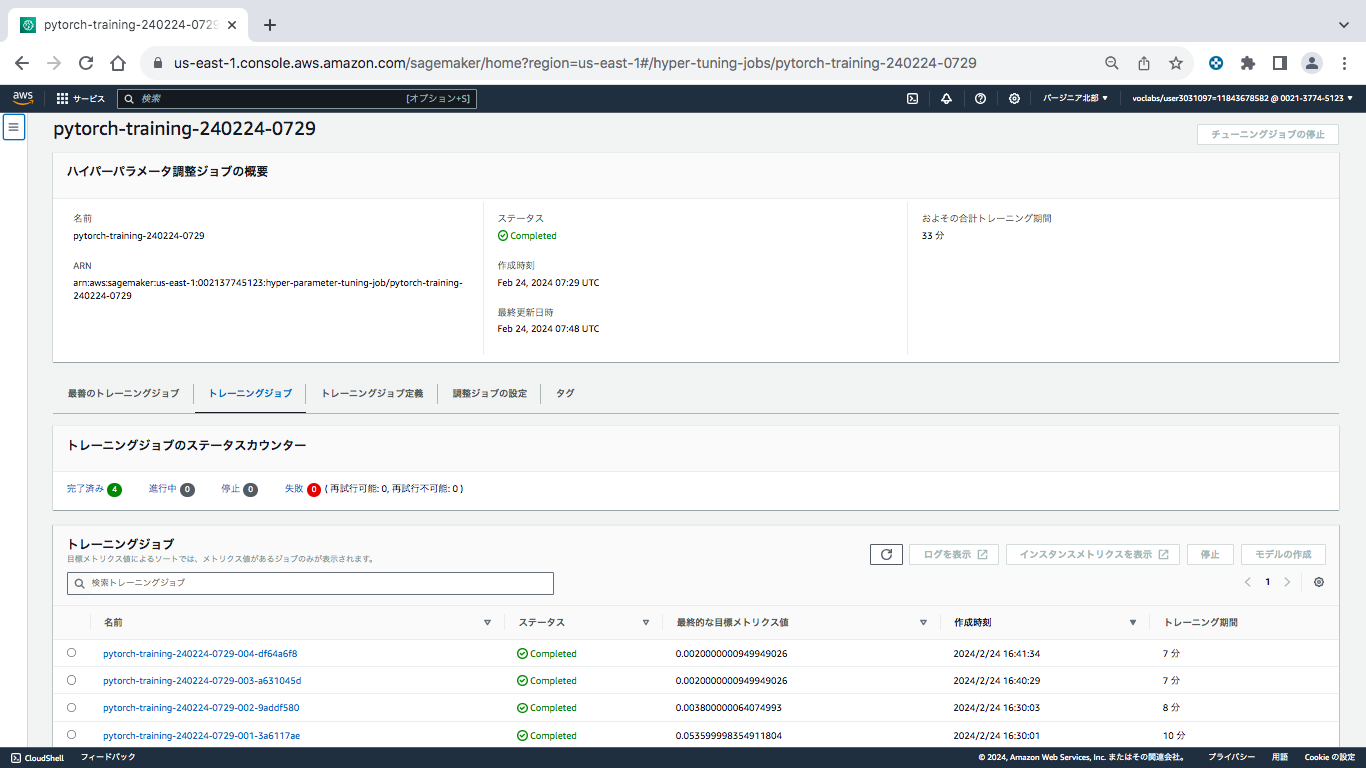 pytorch-training-240224-0729
us-east-1.console.aws.amazon.com/sagemaker/home?region=us-east-1#/hyper-tuning-jobs/pytorch-training-240224-0729
aws サービス 検索 [オプション+S] バージニア北部 ▼ voclabs/user3031097=11843678582 @ 0021-3774-5123 ▼
pytorch-training-240224-0729
チューニングジョブの停止
ハイパーパラメータ調整ジョブの概要
名前
pytorch-training-240224-0729
ARN
arn:aws:sagemaker:us-east-1:002137745123:hyper-parameter-tuning-job/pytorch-training-
240224-0729
ステータス
Completed
作成時刻
Feb 24, 2024 07:29 UTC
最終更新日時
Feb 24, 2024 07:48 UTC
およその合計トレーニング期間
33 分
最善のトレーニングジョブ トレーニングジョブ トレーニングジョブ定義 調整ジョブの設定 タグ
トレーニングジョブのステータスカウンター
完了済み 4 進行中 0 停止 0 失敗 0 ( 再試行可能: 0, 再試行不可能: 0 )
トレーニングジョブ
目標メトリクス値によるソートでは、メトリクス値があるジョブのみが表示されます。
ログを表示 インスタンスメトリクスを表示 停止 モデルの作成
検索トレーニングジョブ
1
名前 ステータス 最終的な目標メトリクス値 作成時刻 トレーニング期間
pytorch-training-240224-0729-004-df64a6f8 Completed 0.0020000000949949026 2024/2/24 16:41:34 7 分
pytorch-training-240224-0729-003-a631045d Completed 0.0020000000949949026 2024/2/24 16:40:29 7 分
pytorch-training-240224-0729-002-9addf580 Completed 0.003800000064074993 2024/2/24 16:30:03 8 分
pytorch-training-240224-0729-001-3a6117ae Completed 0.053599998354911804 2024/2/24 16:30:01 10 分
CloudShell フィードバック © 2024, Amazon Web Services, Inc. またはその関連会社。 プライバシー 用語 Cookie の設定